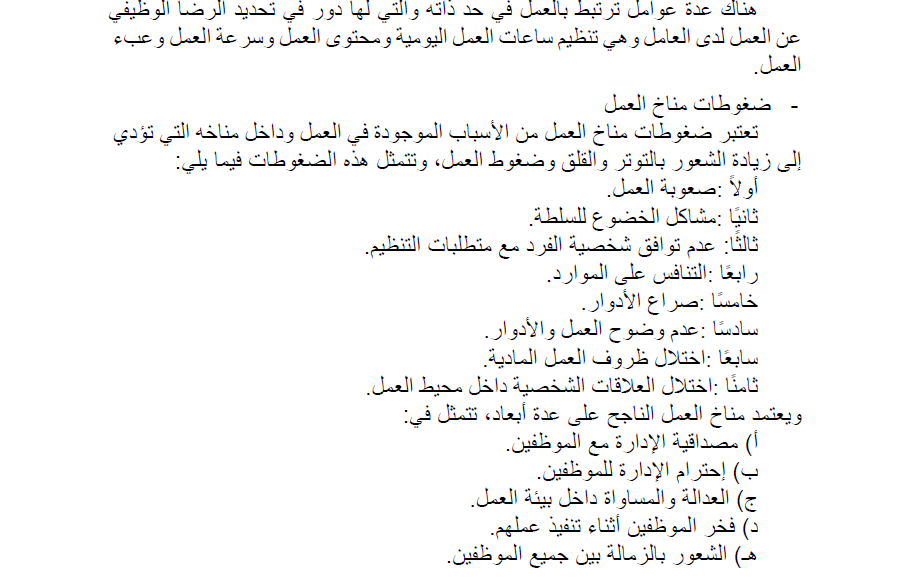 هناك عدة عوامل ترتبط بالعمل في حد ذاته والتي لها دور في تحديد الرضا الوظيفي
عن العمل لدى العامل وهي تنظيم ساعات العمل اليومية ومحتوى العمل وسرعة العمل وعبء
العمل.
- ضغوطات مناخ العمل
تعتبر ضغوطات مناخ العمل من الأسباب الموجودة في العمل وداخل مناخه التي تؤدي
إلى زيادة الشعور بالتوتر والقلق وضغوط العمل، وتتمثل هذه الضغوطات فيما يلي:
أولاً :صعوبة العمل.
ثانيًا :مشاكل الخضوع للسلطة.
ثالثًا: عدم توافق شخصية الفرد مع متطلبات التنظيم.
رابعًا :التنافس على الموارد.
خامسًا :صراع الأدوار.
سادسًا :عدم وضوح العمل والأدوار.
سابعًا :اختلال ظروف العمل المادية.
ثامنًا :اختلال العلاقات الشخصية داخل محيط العمل.
ويعتمد مناخ العمل الناجح على عدة أبعاد، تتمثل في:
أ) مصداقية الإدارة مع الموظفين.
ب) إحترام الإدارة للموظفين.
ج) العدالة والمساواة داخل بيئة العمل.
د) فخر الموظفين أثناء تنفيذ عملهم.
هـ) الشعور بالزمالة بين جميع الموظفين.